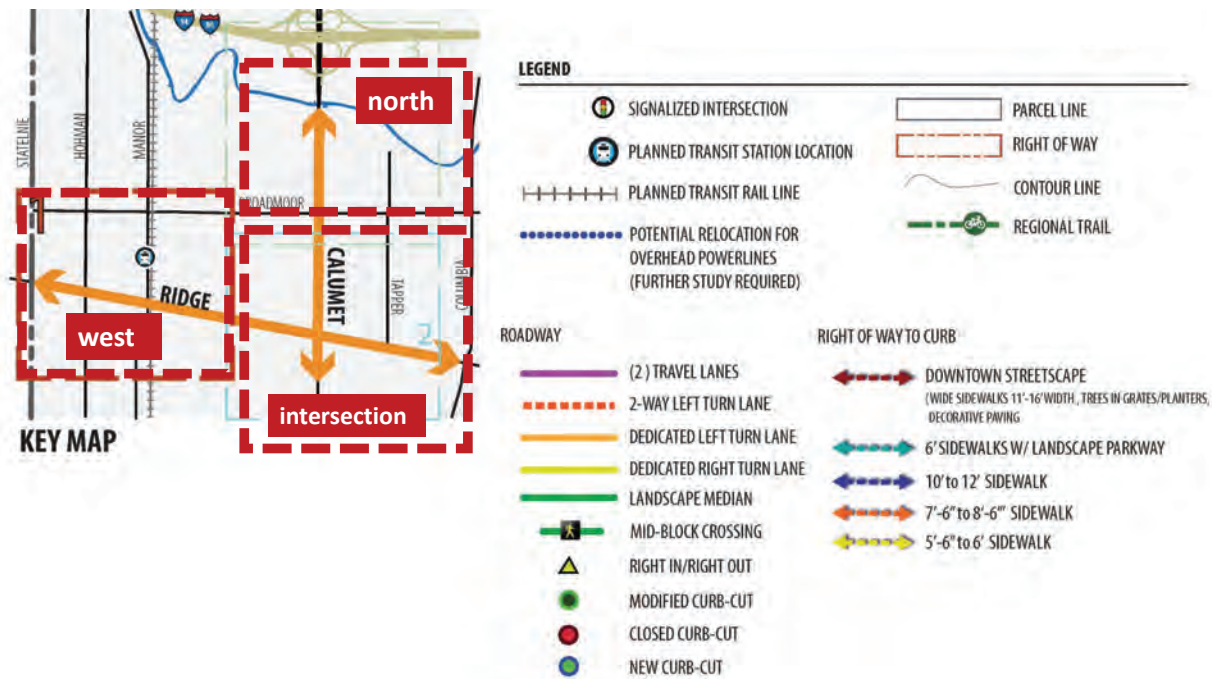 north
STATELNIE
HOHMAN
MANOR
CALUMET
TAPPER
RIDGE
west
2
intersection
KEY MAP
LEGEND
SIGNALIZED INTERSECTION
PLANNED TRANSIT STATION LOCATION
PLANNED TRANSIT RAIL LINE
POTENTIAL RELOCATION FOR
OVERHEAD POWERLINES
(FURTHER STUDY REQUIRED)
PARCEL LINE
RIGHT OF WAY
CONTOUR LINE
REGIONAL TRAIL
ROADWAY
(2 ) TRAVEL LANES
2-WAY LEFT TURN LANE
DEDICATED LEFT TURN LANE
DEDICATED RIGHT TURN LANE
LANDSCAPE MEDIAN
MID-BLOCK CROSSING
RIGHT IN/RIGHT OUT
MODIFIED CURB-CUT
CLOSED CURB-CUT
NEW CURB-CUT
RIGHT OF WAY TO CURB
DOWNTOWN STREETSCAPE
(WIDE SIDEWALKS 11'-16' WIDTH , TREES IN GRATES/PLANTERS,
DECORATIVE PAVING
6' SIDEWALKS W/ LANDSCAPE PARKWAY
10' to 12' SIDEWALK
7'-6" to 8'-6'" SIDEWALK
5'-6" to 6' SIDEWALK